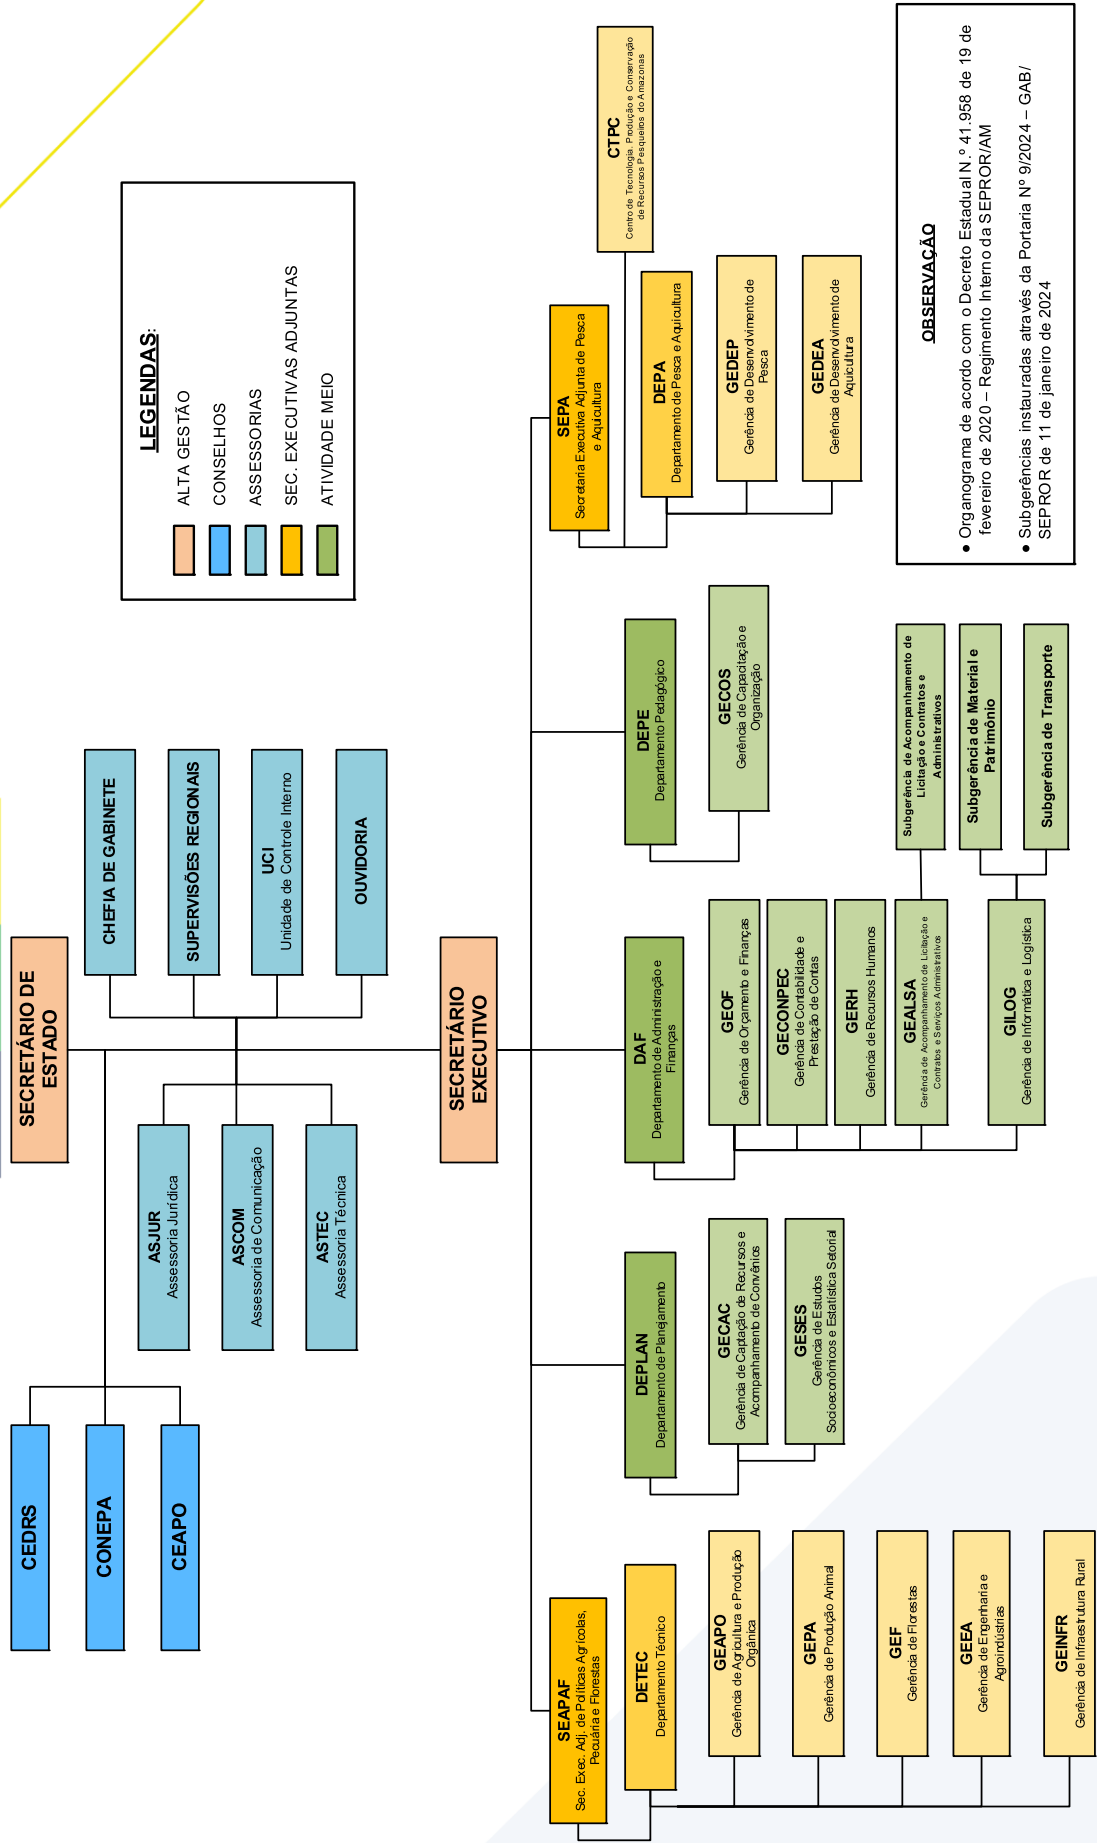 SECRETÁRIO DE
ESTADO
CEDRS
CONEPA
CEAPO
ASJUR
Assessoria Jurídica
ASCOM
Assessoria de Comunicação
ASTEC
Assessoria Técnica
CHEFIA DE GABINETE
SUPERVISÕES REGIONAIS
UCI
Unidade de Controle Interno
OUVIDORIA
LEGENDAS:
ALTA GESTÃO
CONSELHOS
ASSESSORIAS
SEC. EXECUTIVAS ADJUNTAS
ATIVIDADE MEIO
SECRETÁRIO
EXECUTIVO
SEAPAF
Sec. Exec. Adj. de Políticas Agrícolas,
Pecuária e Florestas
DETEC
Departamento Técnico
GEAPO
Gerência de Agricultura e Produção
Orgânica
GEPA
Gerência de Produção Animal
GEF
Gerência de Florestas
GEEA
Gerência de Engenharia e
Agroindústrias
GEINFR
Gerência de Infraestrutura Rural
DEPLAN
Departamento de Planejamento
GECAC
Gerência de Captação de Recursos e
Acompanhamento de Convênios
GESES
Gerência de Estudos
Socioeconômicos e Estatística Setorial
DAF
Departamento de Administração e
Finanças
GEOF
Gerência de Orçamento e Finanças
GECONPEC
Gerência de Contabilidade e
Prestação de Contas
GERH
Gerência de Recursos Humanos
GEALSA
Gerência de Acompanhamento de Licitação e
Contratos e Serviços Administrativos
GILOG
Gerência de Informática e Logística
Subgerência de Acompanhamento de
Licitação e Contratos e
Administrativos
Subgerência de Material e
Patrimônio
Subgerência de Transporte
DEPE
Departamento Pedagógico
GECOS
Gerência de Capacitação e
Organização
SEPA
Secretaria Executiva Adjunta de Pesca
e Aquicultura
CTPC
Centro de Tecnologia, Produção e Conservação
de Recursos Pesqueiros do Amazonas
DEPA
Departamento de Pesca e Aquicultura
GEDEP
Gerência de Desenvolvimento de
Pesca
GEDEA
Gerência de Desenvolvimento de
Aquicultura
OBSERVAÇÃO
• Organograma de acordo com o Decreto Estadual N.º 41.958 de 19 de
fevereiro de 2020 – Regimento Interno da SEPROR/AM
• Subgerências instauradas através da Portaria Nº 9/2024 – GAB/
SEPROR de 11 de janeiro de 2024